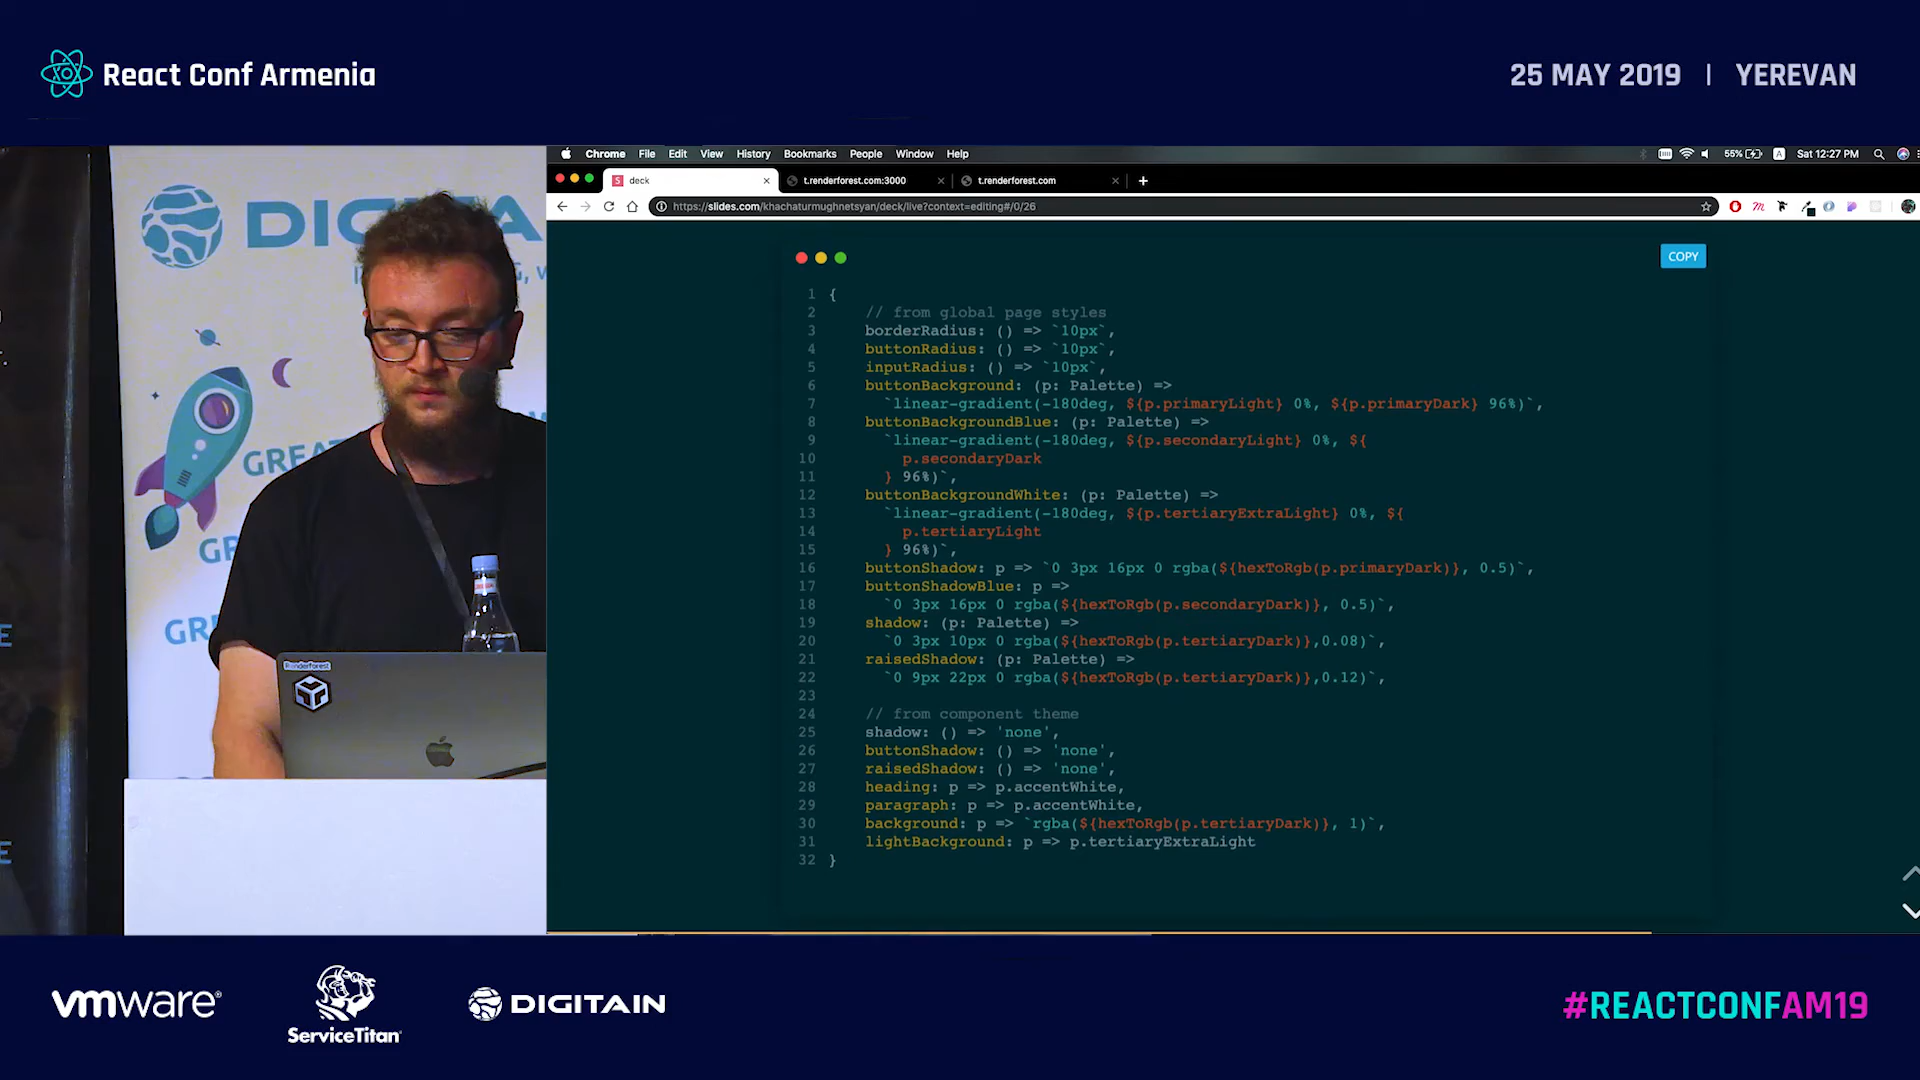 React Conf Armenia
25 MAY 2019 | YEREVAN
Chrome File Edit View History Bookmarks People Window Help
55% A Sat 12:27 PM
deck
t.renderforest.com:3000
t.renderforest.com
https://slides.com/khachaturmughnetsyan/deck/live?context=editing#/0/26
COPY
1 {
2 // from global page styles
3 borderRadius: () => `10px`,
4 buttonRadius: () => `10px`,
5 inputRadius: () => `10px`,
6 buttonBackground: (p: Palette) =>
7 `linear-gradient(-180deg, ${p.primaryLight} 0%, ${p.primaryDark} 96%)`,
8 buttonBackgroundBlue: (p: Palette) =>
9 `linear-gradient(-180deg, ${p.secondaryLight} 0%, ${
10 p.secondaryDark
11 } 96%)`,
12 buttonBackgroundWhite: (p: Palette) =>
13 `linear-gradient(-180deg, ${p.tertiaryExtraLight} 0%, ${
14 p.tertiaryLight
15 } 96%)`,
16 buttonShadow: p => `0 3px 16px 0 rgba(${hexToRgb(p.primaryDark)}, 0.5)`,
17 buttonShadowBlue: p =>
18 `0 3px 16px 0 rgba(${hexToRgb(p.secondaryDark)}, 0.5)`,
19 shadow: (p: Palette) =>
20 `0 3px 10px 0 rgba(${hexToRgb(p.tertiaryDark)},0.08)`,
21 raisedShadow: (p: Palette) =>
22 `0 9px 22px 0 rgba(${hexToRgb(p.tertiaryDark)},0.12)`,
23
24 // from component theme
25 shadow: () => 'none',
26 buttonShadow: () => 'none',
27 raisedShadow: () => 'none',
28 heading: p => p.accentWhite,
29 paragraph: p => p.accentWhite,
30 background: p => `rgba(${hexToRgb(p.tertiaryDark)}, 1)`,
31 lightBackground: p => p.tertiaryExtraLight
32 }
DIGITA
GREAT
GR
GR
Renderforest
vmware
ServiceTitan
DIGITAIN
#REACTCONFAM19